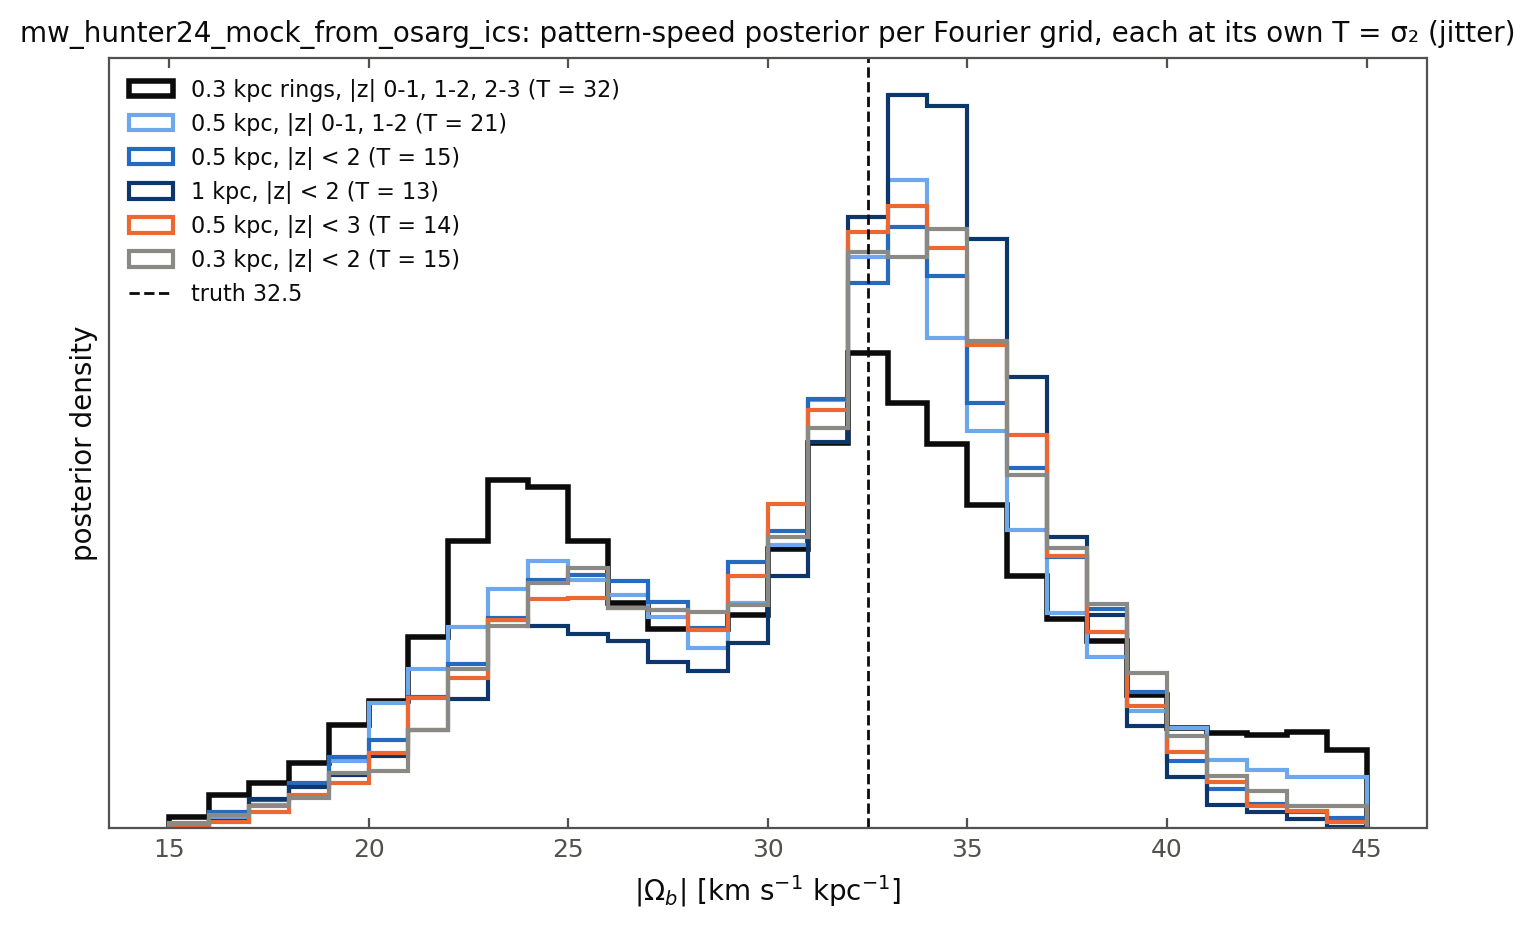 mw_hunter24_mock_from_osarg_ics: pattern-speed posterior per Fourier grid, each at its own T = σ₂ (jitter)
0.3 kpc rings, |z| 0-1, 1-2, 2-3 (T = 32)
0.5 kpc, |z| 0-1, 1-2 (T = 21)
0.5 kpc, |z| < 2 (T = 15)
1 kpc, |z| < 2 (T = 13)
0.5 kpc, |z| < 3 (T = 14)
0.3 kpc, |z| < 2 (T = 15)
truth 32.5
posterior density
15 20 25 30 35 40 45
|Ω_b| [km s⁻¹ kpc⁻¹]